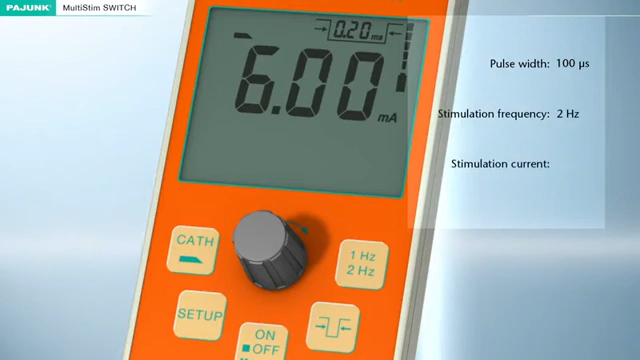 PAJUNK® MultiStim SWITCH
0.20 ms
6.00 mA
Pulse width: 100 µs
Stimulation frequency: 2 Hz
Stimulation current:
CATH
1 Hz
2 Hz
SETUP
ON
OFF